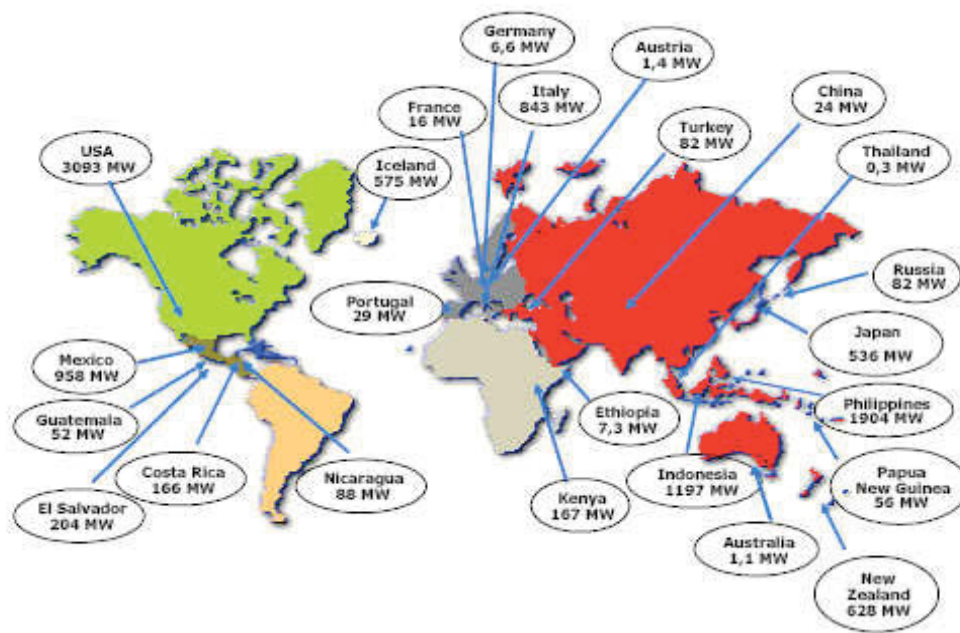 Germany
6,6 MW
Austria
1,4 MW
France
16 MW
Italy
843 MW
China
24 MW
USA
3093 MW
Iceland
575 MW
Turkey
82 MW
Thailand
0,3 MW
Portugal
29 MW
Russia
82 MW
Japan
536 MW
Mexico
958 MW
Guatemala
52 MW
Costa Rica
166 MW
Nicaragua
88 MW
El Salvador
204 MW
Ethiopia
7,3 MW
Kenya
167 MW
Indonesia
1197 MW
Philippines
1904 MW
Papua
New Guinea
56 MW
Australia
1,1 MW
New
Zealand
628 MW